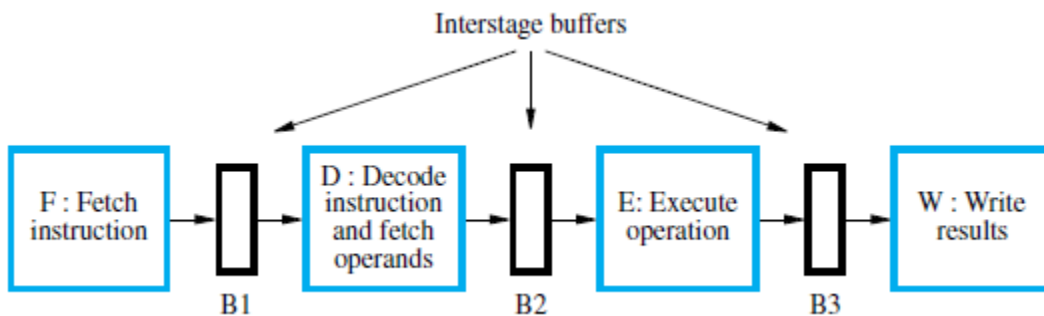 Interstage buffers
F : Fetch
instruction
D : Decode
instruction
and fetch
operands
E: Execute
operation
W : Write
results
B1
B2
B3